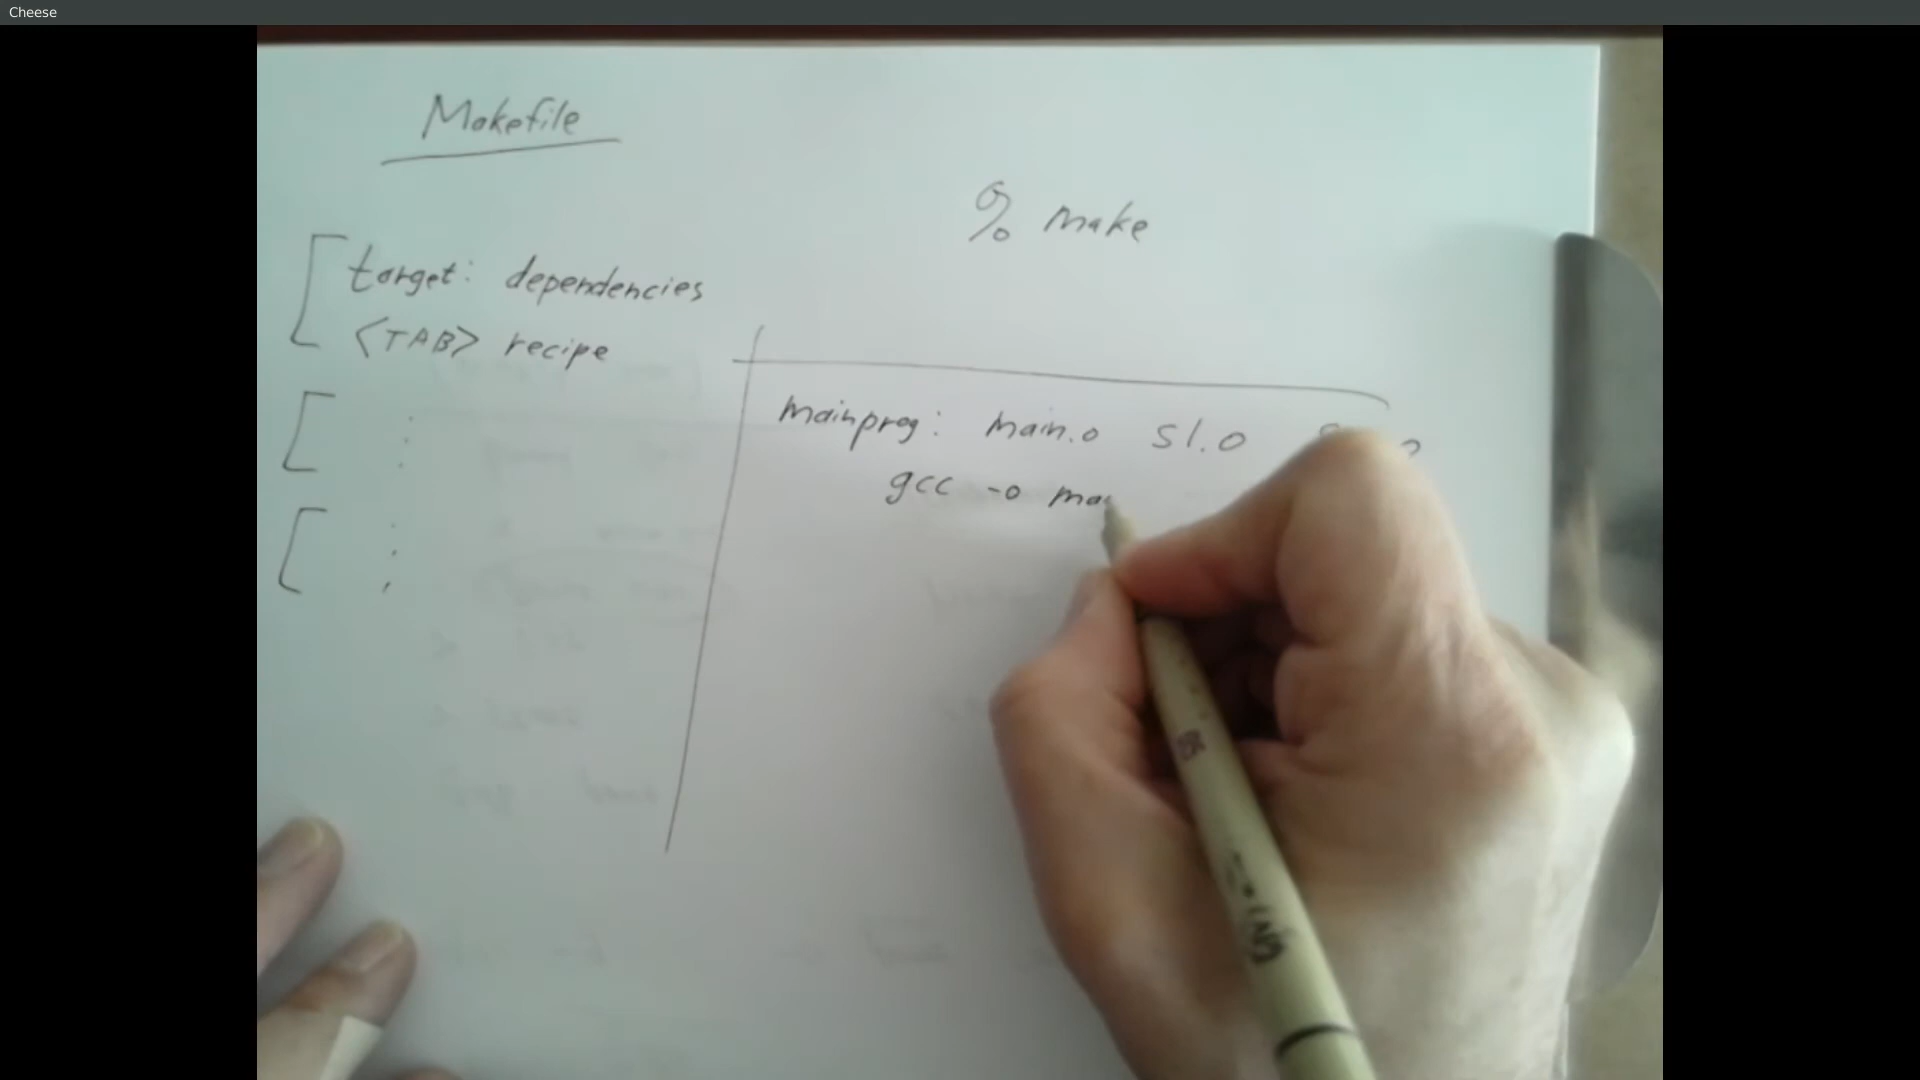 Cheese
Makefile
% make
target: dependencies
<TAB> recipe
mainprog: main.o s1.o
gcc -o ma